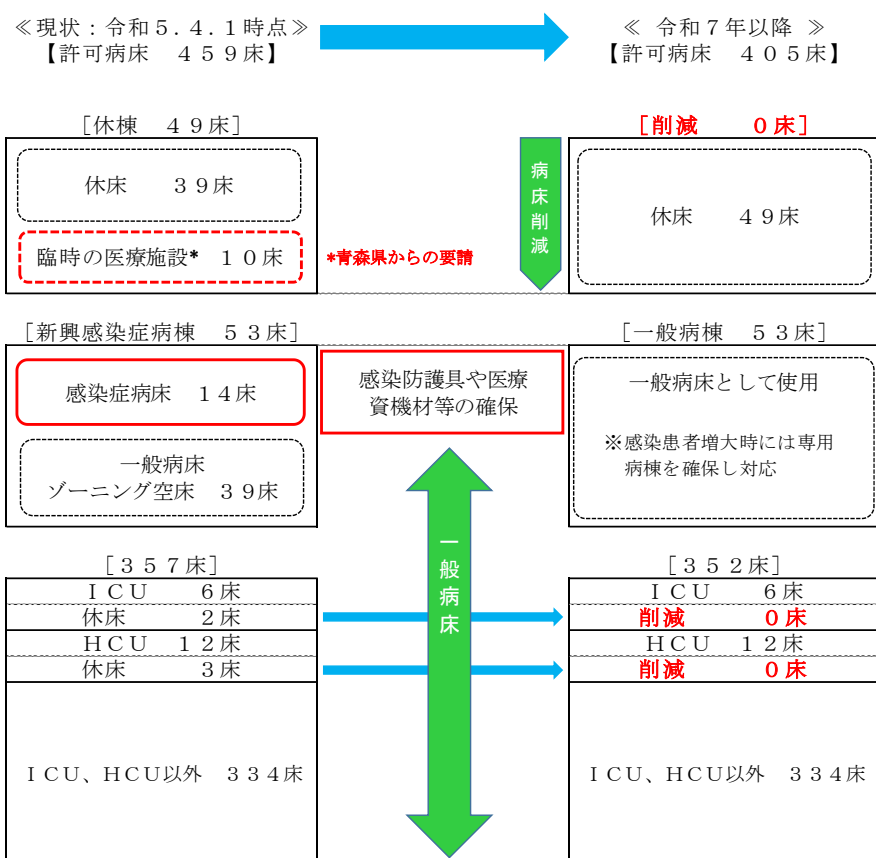 ≪現状：令和５．４．１時点≫
【許可病床　４５９床】
≪　令和７年以降　≫
【許可病床　４０５床】
［休棟　４９床］
休床　　３９床
臨時の医療施設*　１０床
*青森県からの要請
病床削減
［削減　　０床］
休床　　４９床
［新興感染症病棟　５３床］
感染症病床　１４床
一般病床
ゾーニング空床　３９床
感染防護具や医療
資機材等の確保
［一般病棟　５３床］
一般病床として使用
※感染患者増大時には専用
病棟を確保し対応
一般病床
［３５７床］
ＩＣＵ　　６床
休床　　　２床
ＨＣＵ　１２床
休床　　　３床
ＩＣＵ、ＨＣＵ以外　３３４床
［３５２床］
ＩＣＵ　　６床
削減　　　０床
ＨＣＵ　１２床
削減　　　０床
ＩＣＵ、ＨＣＵ以外　３３４床